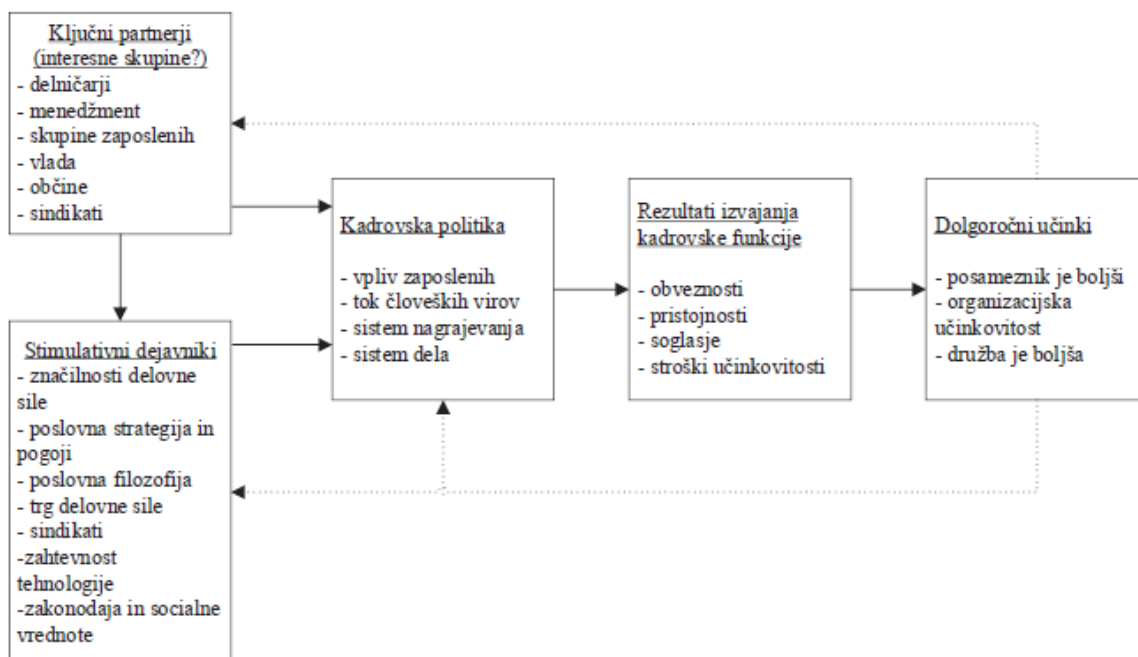 Ključni partnerji
(interesne skupine?)
- delničarji
- menedžment
- skupine zaposlenih
- vlada
- občine
- sindikati
Stimulativni dejavniki
- značilnosti delovne
sile
- poslovna strategija in
pogoji
- poslovna filozofija
- trg delovne sile
- sindikati
-zahtevnost
tehnologije
-zakonodaja in socialne
vrednote
Kadrovska politika
- vpliv zaposlenih
- tok človeških virov
- sistem nagrajevanja
- sistem dela
Rezultati izvajanja
kadrovske funkcije
- obveznosti
- pristojnosti
- soglasje
- stroški učinkovitosti
Dolgoročni učinki
- posameznik je boljši
- organizacijska
učinkovitost
- družba je boljša